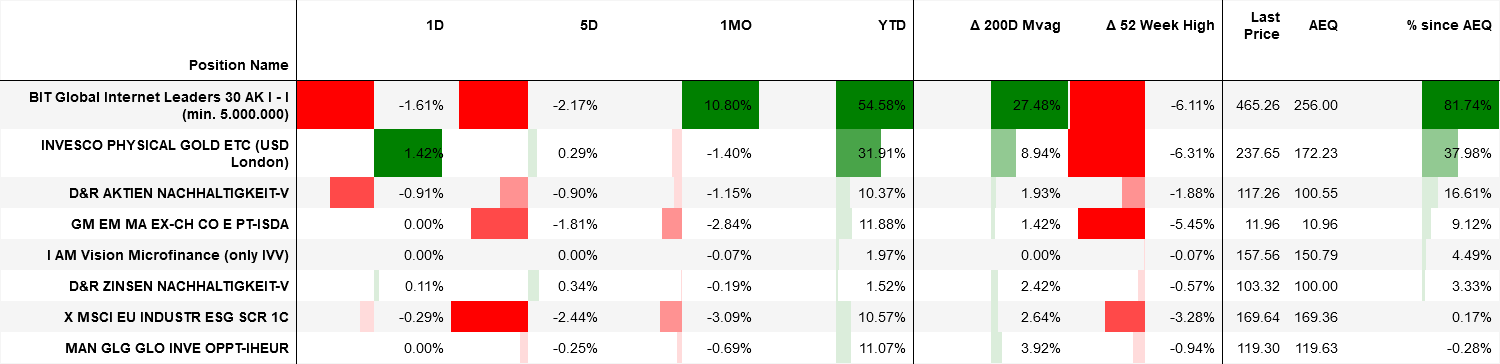 Position Name 1D 5D 1MO YTD Δ 200D Mvag Δ 52 Week High Last Price AEQ % since AEQ
BIT Global Internet Leaders 30 AK I - I (min. 5.000.000) -1.61% -2.17% 10.80% 54.58% 27.48% -6.11% 465.26 256.00 81.74%
INVESCO PHYSICAL GOLD ETC (USD London) 1.42% 0.29% -1.40% 31.91% 8.94% -6.31% 237.65 172.23 37.98%
D&R AKTIEN NACHHALTIGKEIT-V -0.91% -0.90% -1.15% 10.37% 1.93% -1.88% 117.26 100.55 16.61%
GM EM MA EX-CH CO E PT-ISDA 0.00% -1.81% -2.84% 11.88% 1.42% -5.45% 11.96 10.96 9.12%
I AM Vision Microfinance (only IVV) 0.00% 0.00% -0.07% 1.97% 0.00% -0.07% 157.56 150.79 4.49%
D&R ZINSEN NACHHALTIGKEIT-V 0.11% 0.34% -0.19% 1.52% 2.42% -0.57% 103.32 100.00 3.33%
X MSCI EU INDUSTR ESG SCR 1C -0.29% -2.44% -3.09% 10.57% 2.64% -3.28% 169.64 169.36 0.17%
MAN GLG GLO INVE OPPT-IHEUR 0.00% -0.25% -0.69% 11.07% 3.92% -0.94% 119.30 119.63 -0.28%